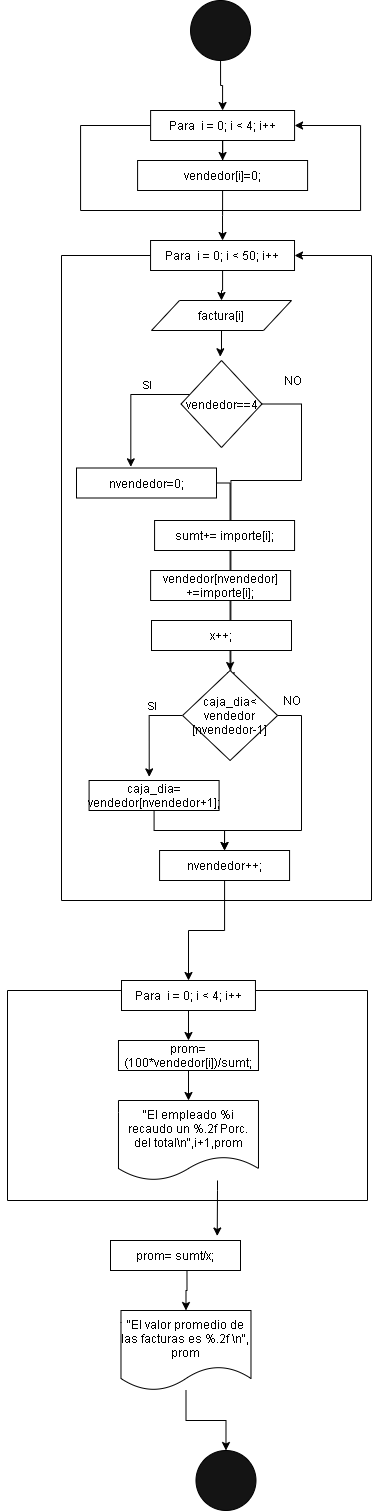 Para i = 0; i < 4; i++
vendedor[i]=0;
Para i = 0; i < 50; i++
factura[i]
vendedor==4
SI
NO
nvendedor=0;
sumt+= importe[i];
vendedor[nvendedor]
+=importe[i];
x++;
caja_dia<
vendedor
[nvendedor-1]
SI
NO
caja_dia=
vendedor[nvendedor+1];
nvendedor++;
Para i = 0; i < 4; i++
prom=
(100*vendedor[i])/sumt;
"El empleado %i
recaudo un %.2f Porc.
del total\n",i+1,prom
prom= sumt/x;
"El valor promedio de
las facturas es %.2f \n",
prom